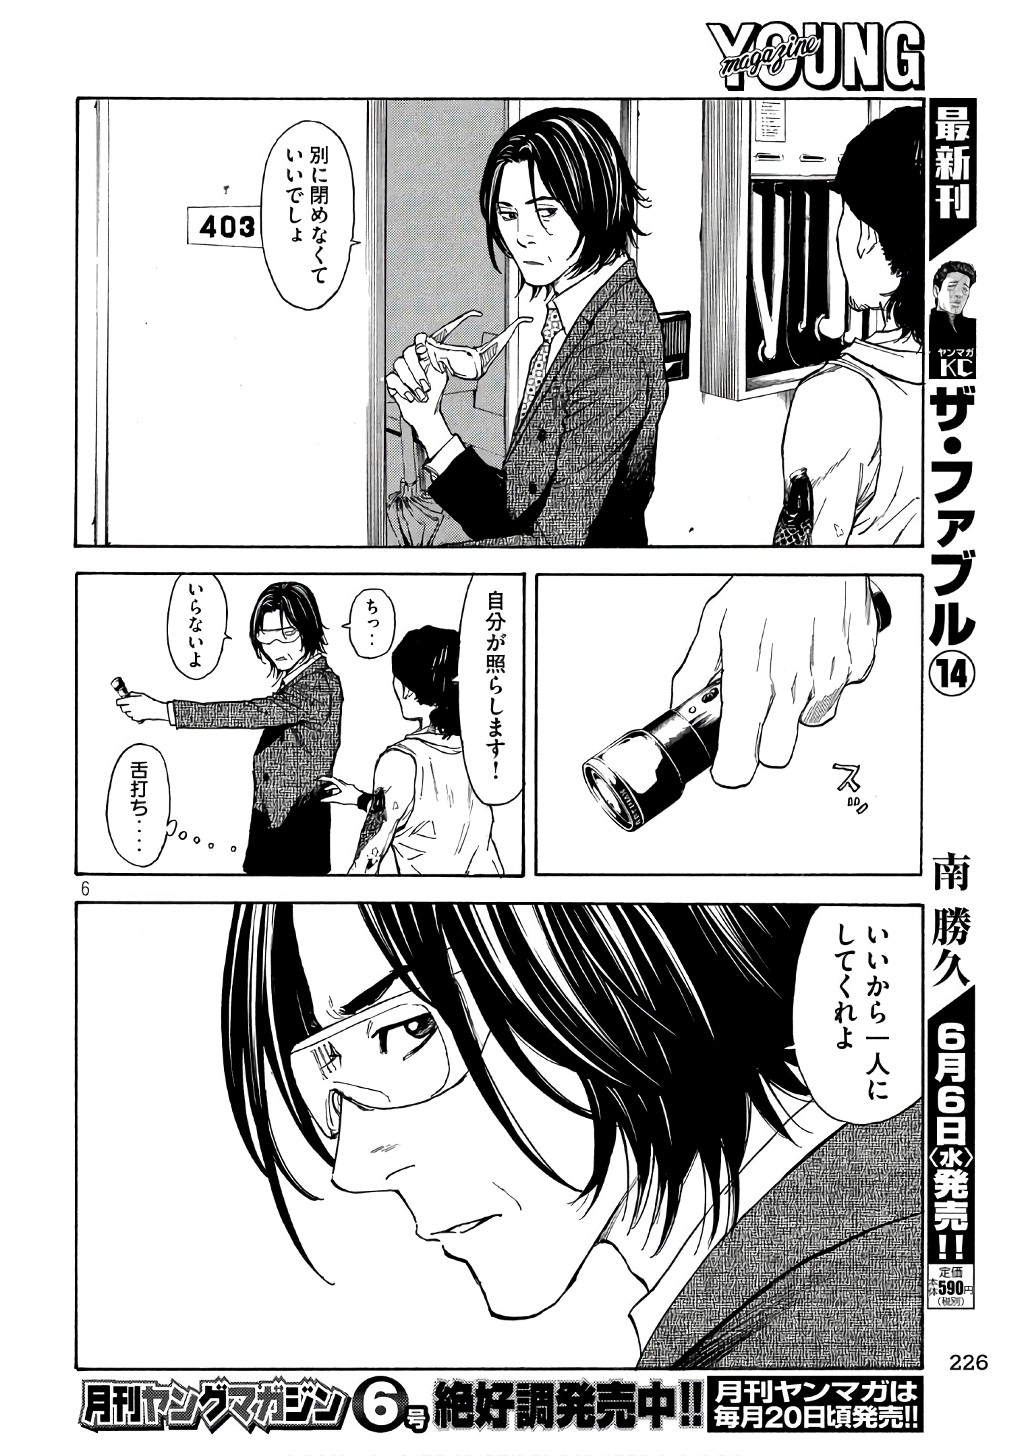 YOUNG
magazine
別に閉めなくて
いいでしょ
403
ズッ
自分が照らします!
ちっ‥
いらないよ
舌打ち‥‥
6
いいから一人に
してくれよ
最新刊
ヤンマガ
KC
ザ・ファブル⑭
南 勝久
6月6日〈水〉発売!!
定価
本体590円
(税別)
226
月刊ヤングマガジン6号 絶好調発売中!!
月刊ヤンマガは
毎月20日頃発売!!